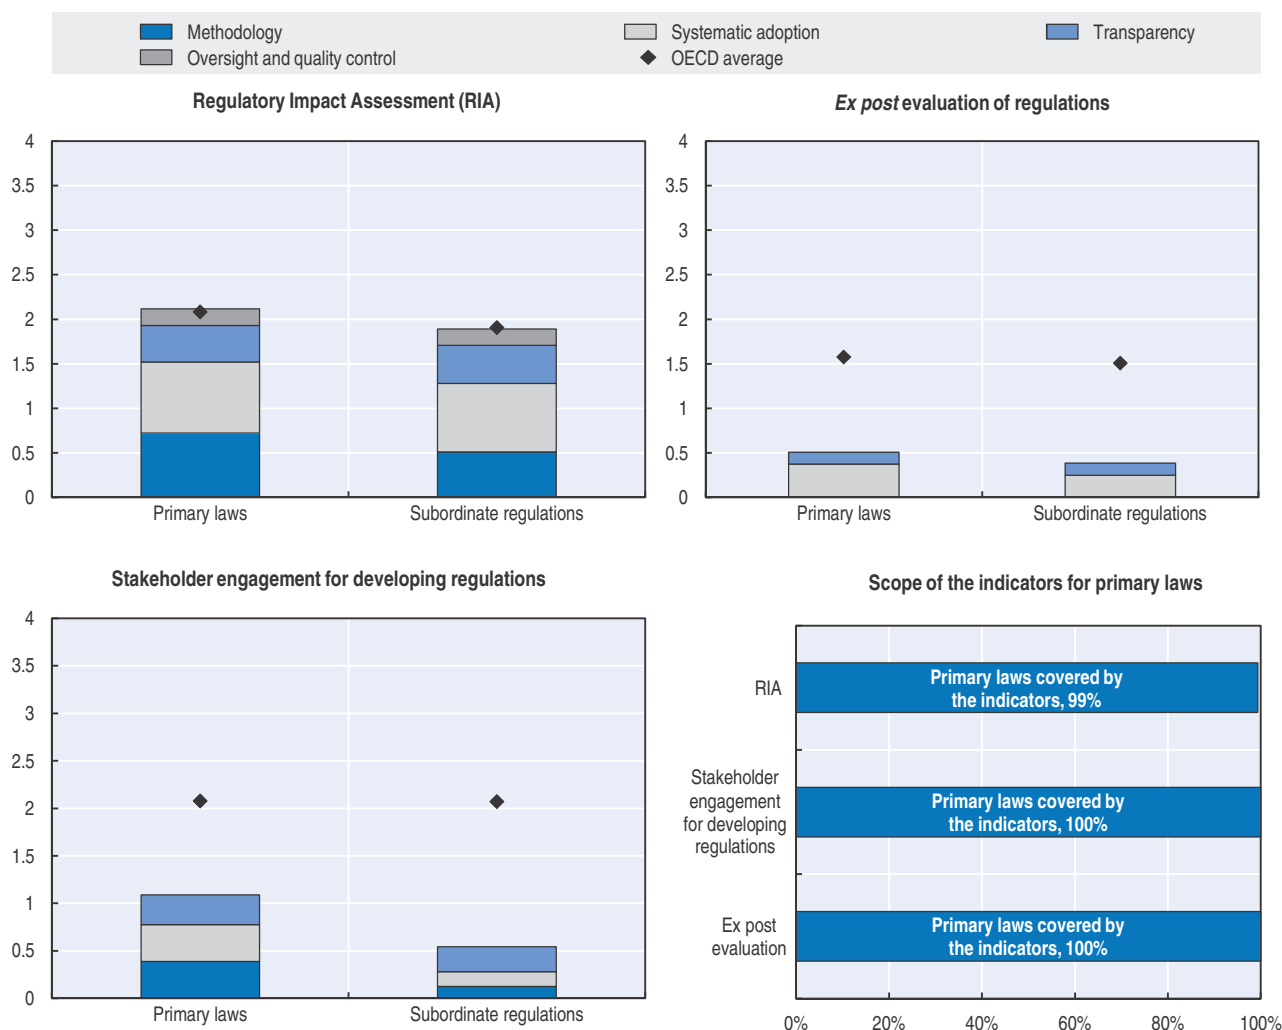 Methodology
Systematic adoption
Transparency
Oversight and quality control
OECD average
Regulatory Impact Assessment (RIA)
4
3.5
3
2.5
2
1.5
1
0.5
0
Primary laws
Subordinate regulations
Ex post evaluation of regulations
4
3.5
3
2.5
2
1.5
1
0.5
0
Primary laws
Subordinate regulations
Stakeholder engagement for developing regulations
4
3.5
3
2.5
2
1.5
1
0.5
0
Primary laws
Subordinate regulations
Scope of the indicators for primary laws
RIA
Primary laws covered by
the indicators, 99%
Stakeholder
engagement
for developing
regulations
Primary laws covered by
the indicators, 100%
Ex post
evaluation
Primary laws covered by
the indicators, 100%
0%
20%
40%
60%
80%
100%